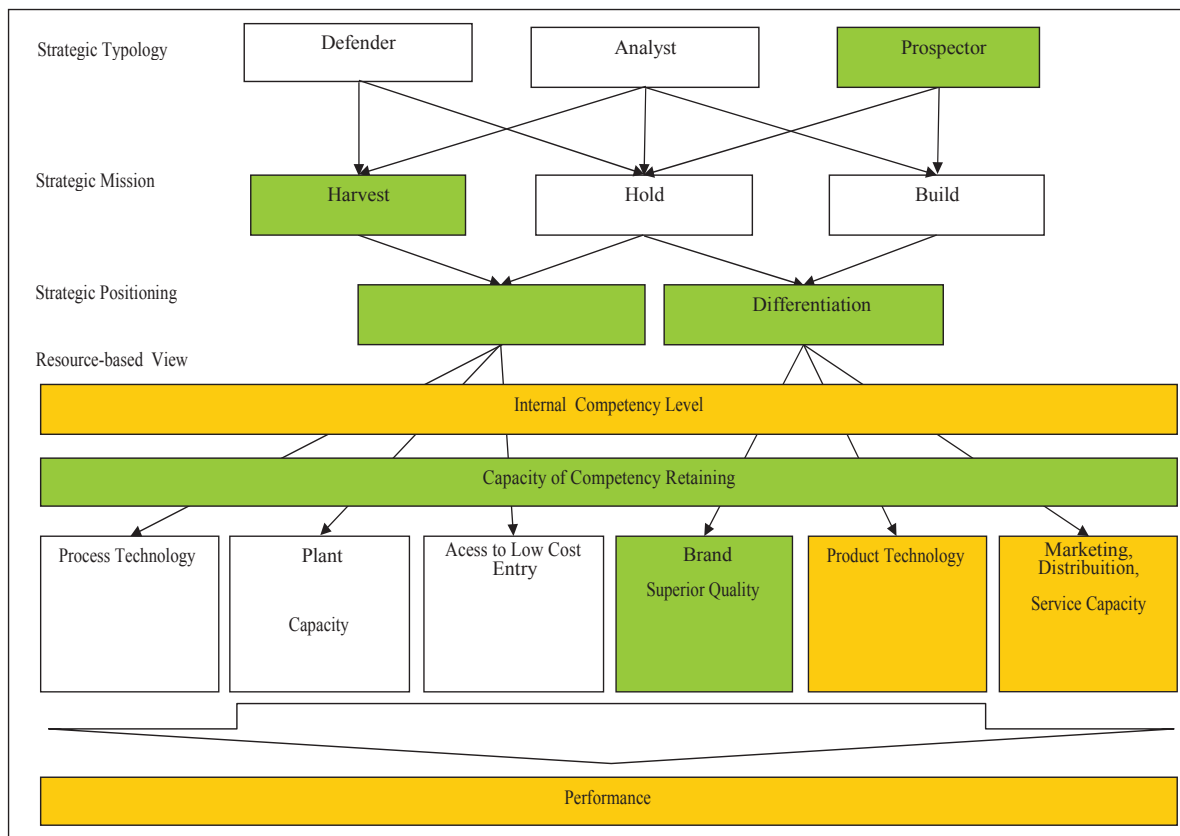 Strategic Typology
Defender
Analyst
Prospector
Strategic Mission
Harvest
Hold
Build
Strategic Positioning
Differentiation
Resource-based View
Internal Competency Level
Capacity of Competency Retaining
Process Technology
Plant
Capacity
Acess to Low Cost
Entry
Brand
Superior Quality
Product Technology
Marketing,
Distribuition,
Service Capacity
Performance